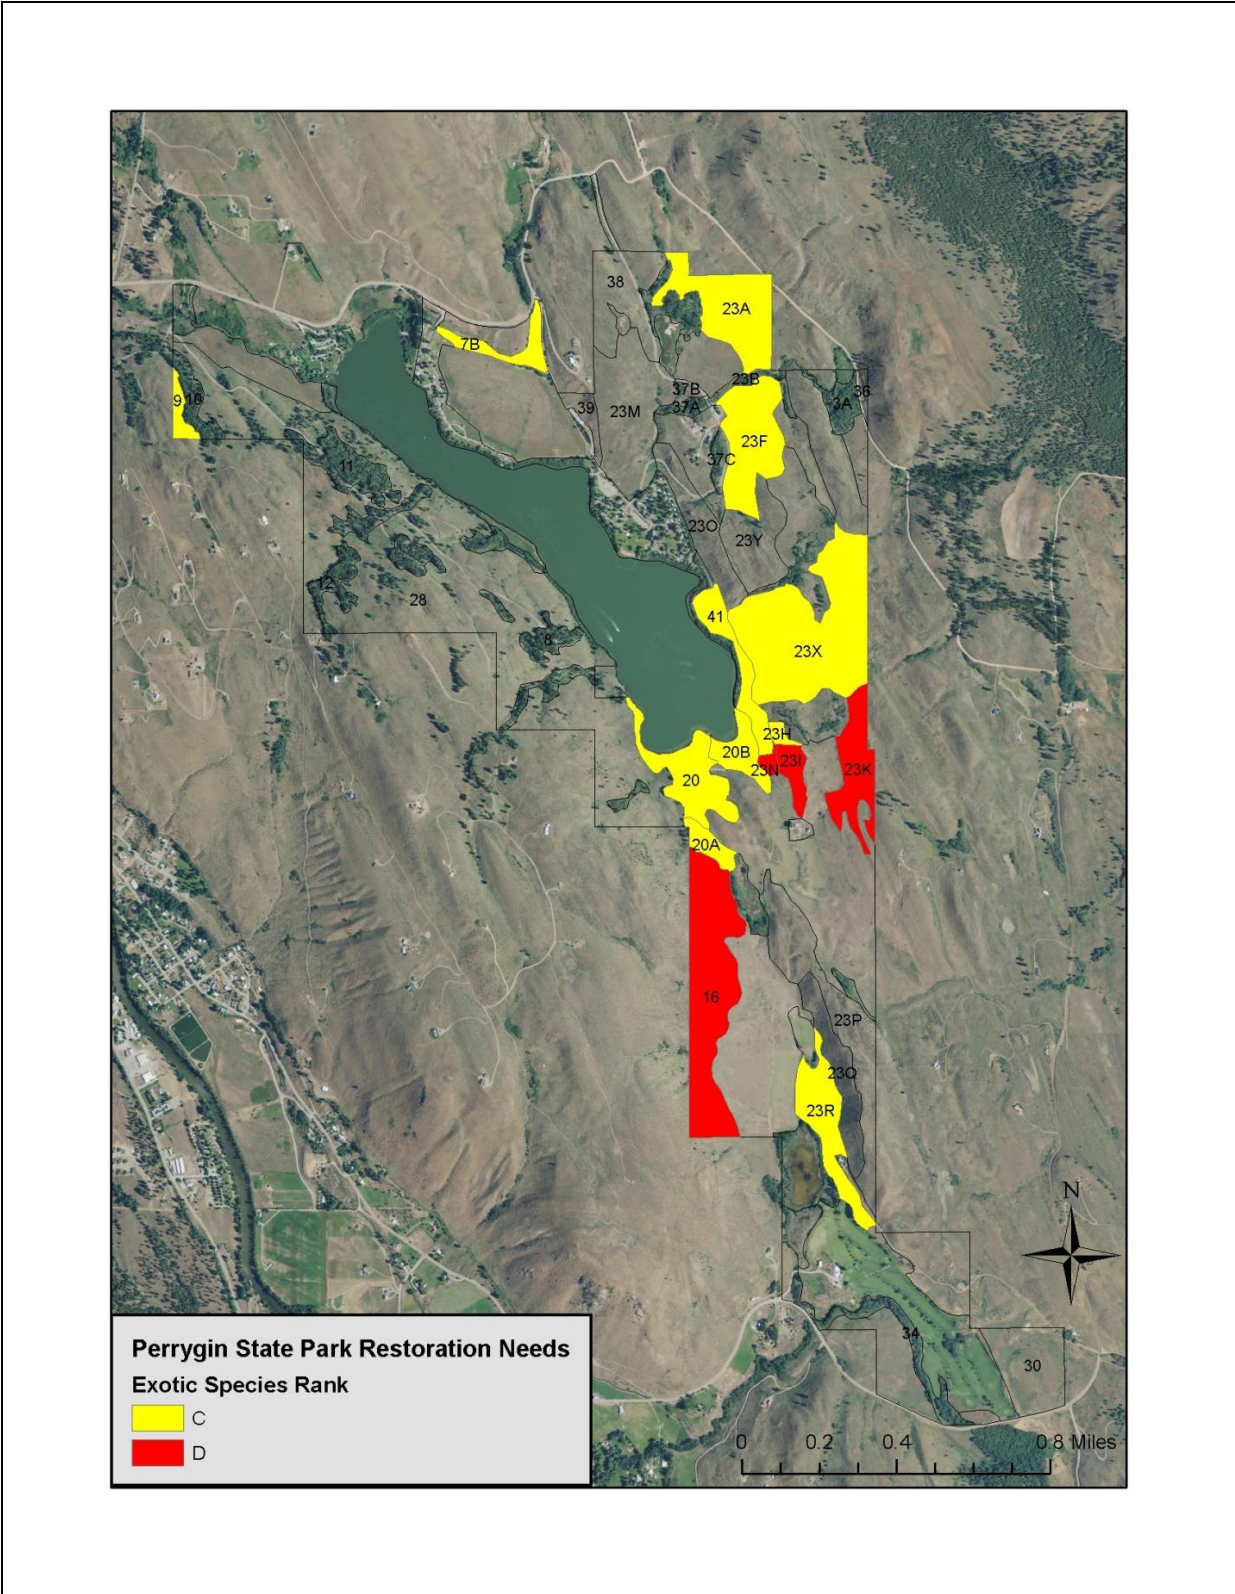 38
23A
7B
9
10
37B
23B
36
3A
39
23M
37A
23F
37C
11
23O
23Y
12
28
41
8
23X
23H
20B
23N
23I
23K
20
20A
16
23P
23Q
23R
N
34
30
Perrygin State Park Restoration Needs
Exotic Species Rank
C
D
0 0.2 0.4 0.8 Miles